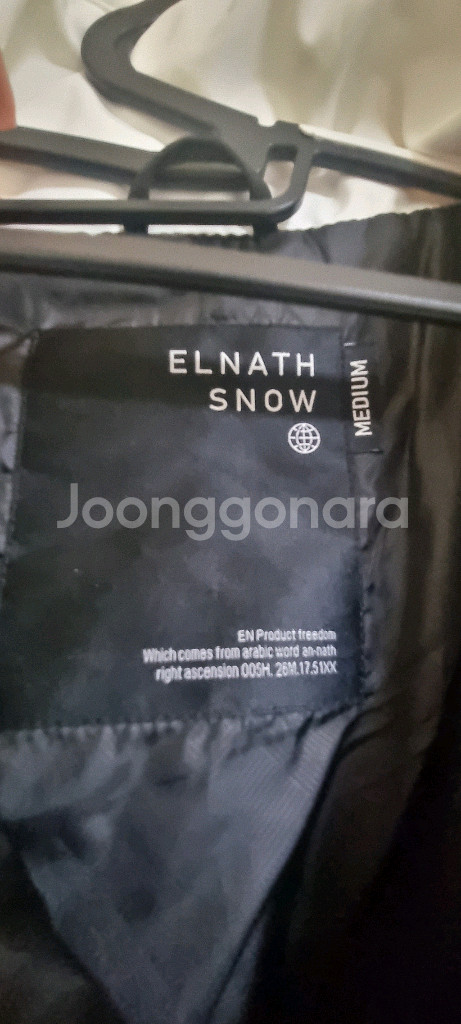 ELNATH
SNOW
MEDIUM
Joonggonara
EN Product freedom
Which comes from arabic word an-nath
right ascension 005H. 26M.17.51XX